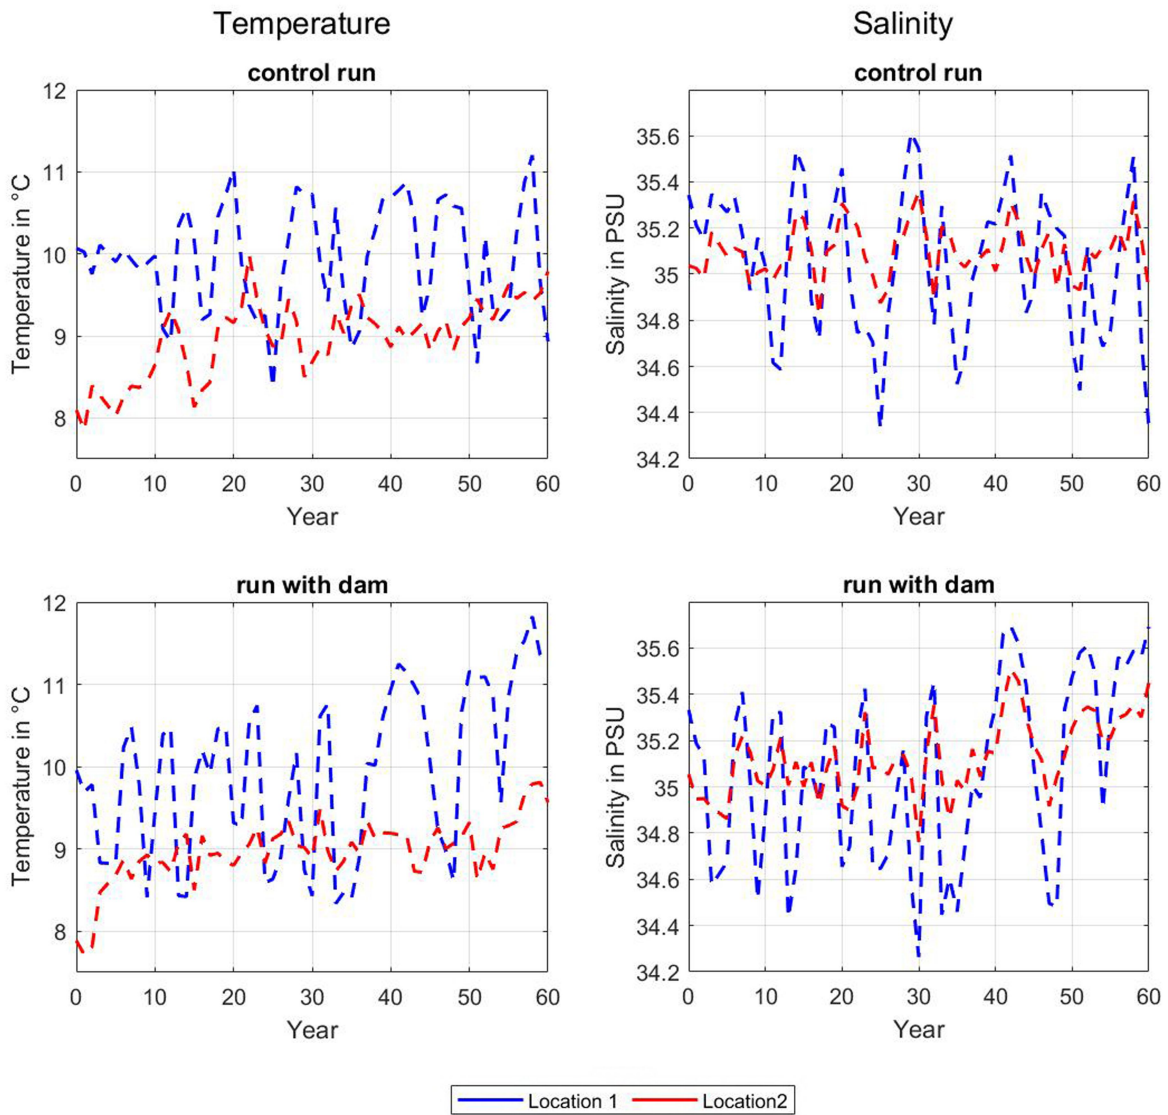 Temperature
Salinity
control run
12
11
10
9
8
Temperature in °C
0 10 20 30 40 50 60
Year
control run
35.6
35.4
35.2
35
34.8
34.6
34.4
34.2
Salinity in PSU
0 10 20 30 40 50 60
Year
run with dam
12
11
10
9
8
Temperature in °C
0 10 20 30 40 50 60
Year
run with dam
35.6
35.4
35.2
35
34.8
34.6
34.4
34.2
Salinity in PSU
0 10 20 30 40 50 60
Year
Location 1 Location2